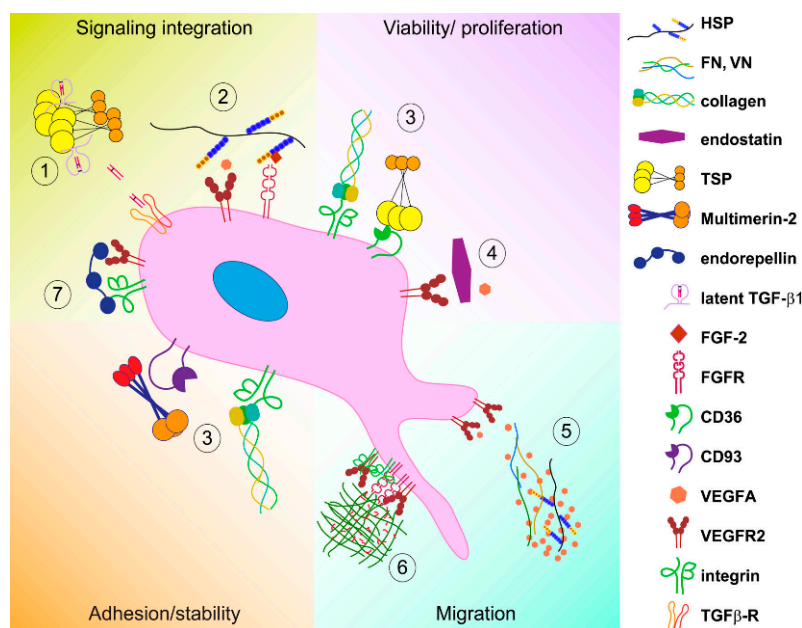 Signaling integration
Viability/ proliferation
1
2
3
4
7
3
5
6
Adhesion/stability
Migration
HSP
FN, VN
collagen
endostatin
TSP
Multimerin-2
endorepellin
latent TGF-β1
FGF-2
FGFR
CD36
CD93
VEGFA
VEGFR2
integrin
TGFβ-R